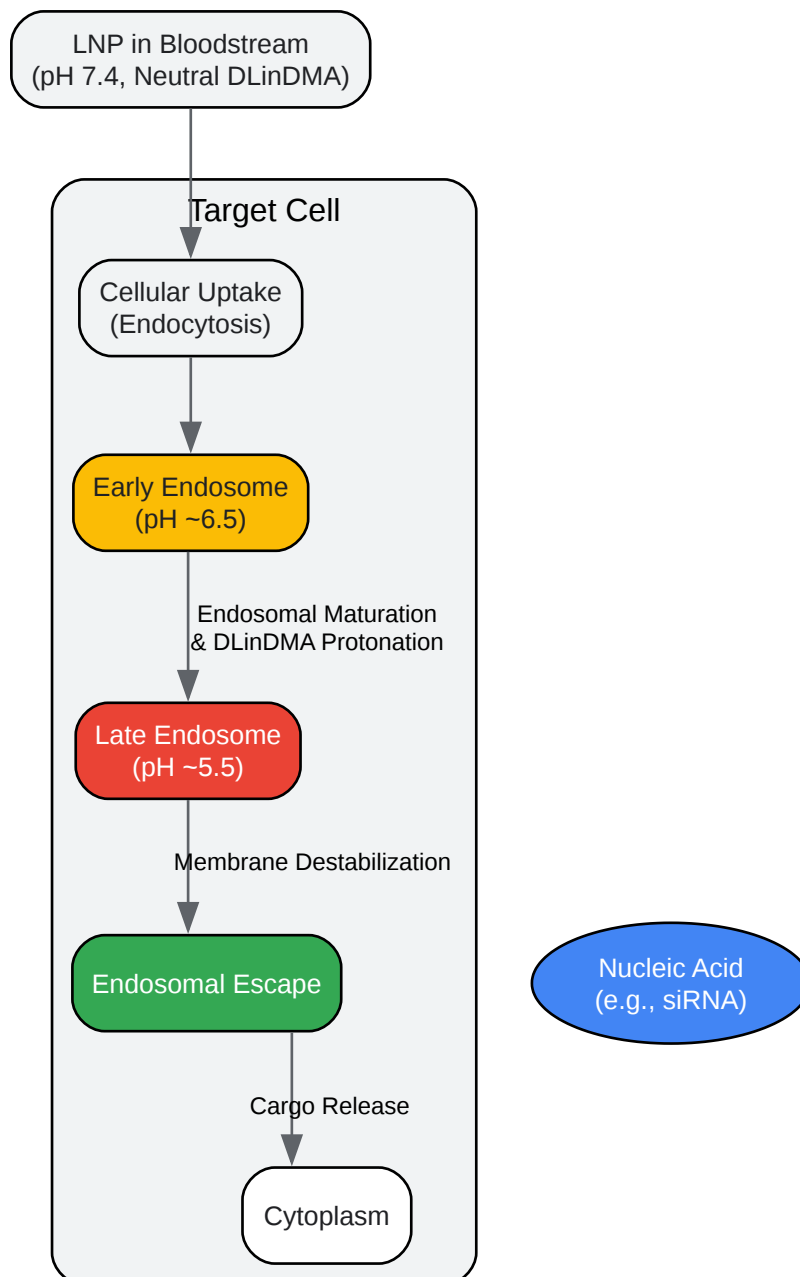 LNP in Bloodstream
(pH 7.4, Neutral DLinDMA)
Target Cell
Cellular Uptake
(Endocytosis)
Early Endosome
(pH ~6.5)
Endosomal Maturation
& DLinDMA Protonation
Late Endosome
(pH ~5.5)
Membrane Destabilization
Endosomal Escape
Nucleic Acid
(e.g., siRNA)
Cargo Release
Cytoplasm